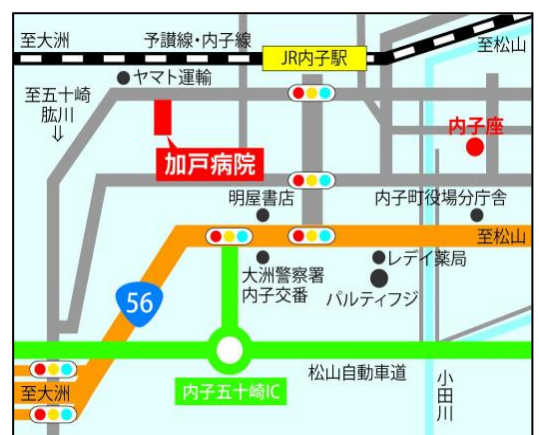 至大洲
予讃線・内子線
JR内子駅
至松山
ヤマト運輸
至五十崎
肱川
↓
内子座
加戸病院
明屋書店
内子町役場分庁舎
至松山
大洲警察署
内子交番
レデイ薬局
パルティフジ
56
松山自動車道
内子五十崎IC
小田川
至大洲